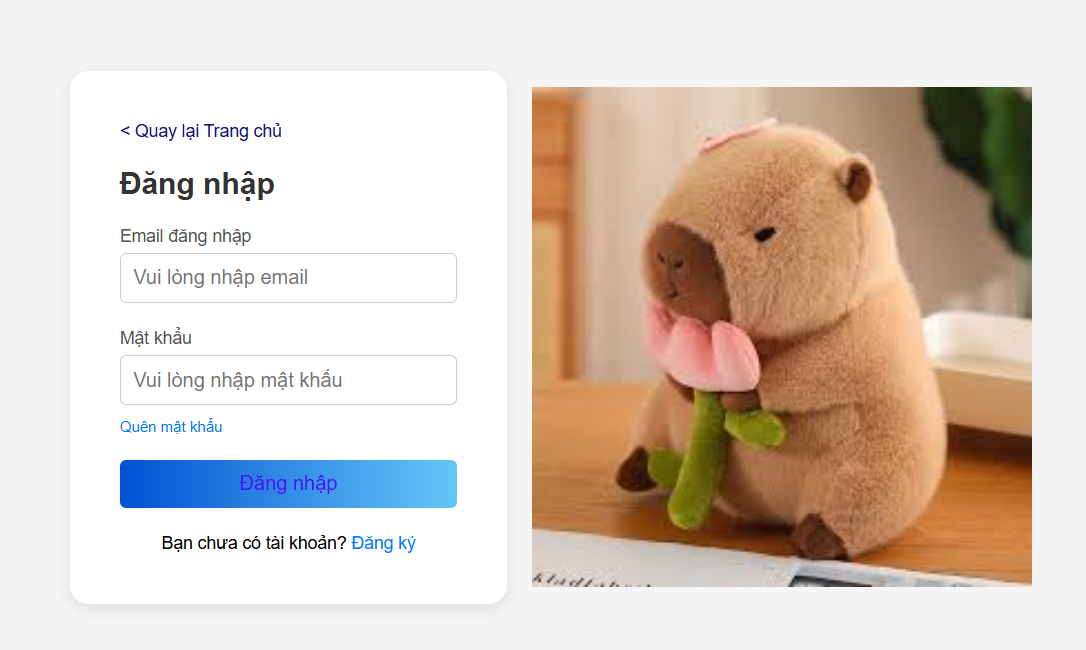 < Quay lại Trang chủ
Đăng nhập
Email đăng nhập
Vui lòng nhập email
Mật khẩu
Vui lòng nhập mật khẩu
Quên mật khẩu
Đăng nhập
Bạn chưa có tài khoản? Đăng ký